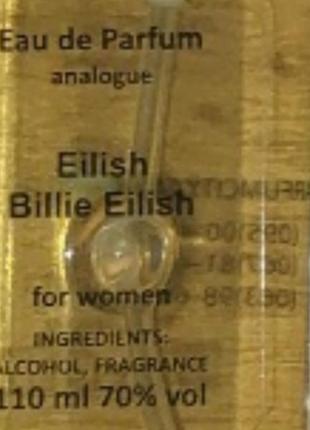 Eau de Parfum
analogue
Eilish
Billie Eilish
for women
INGREDIENTS:
ALCOHOL, FRAGRANCE
110 ml 70% vol